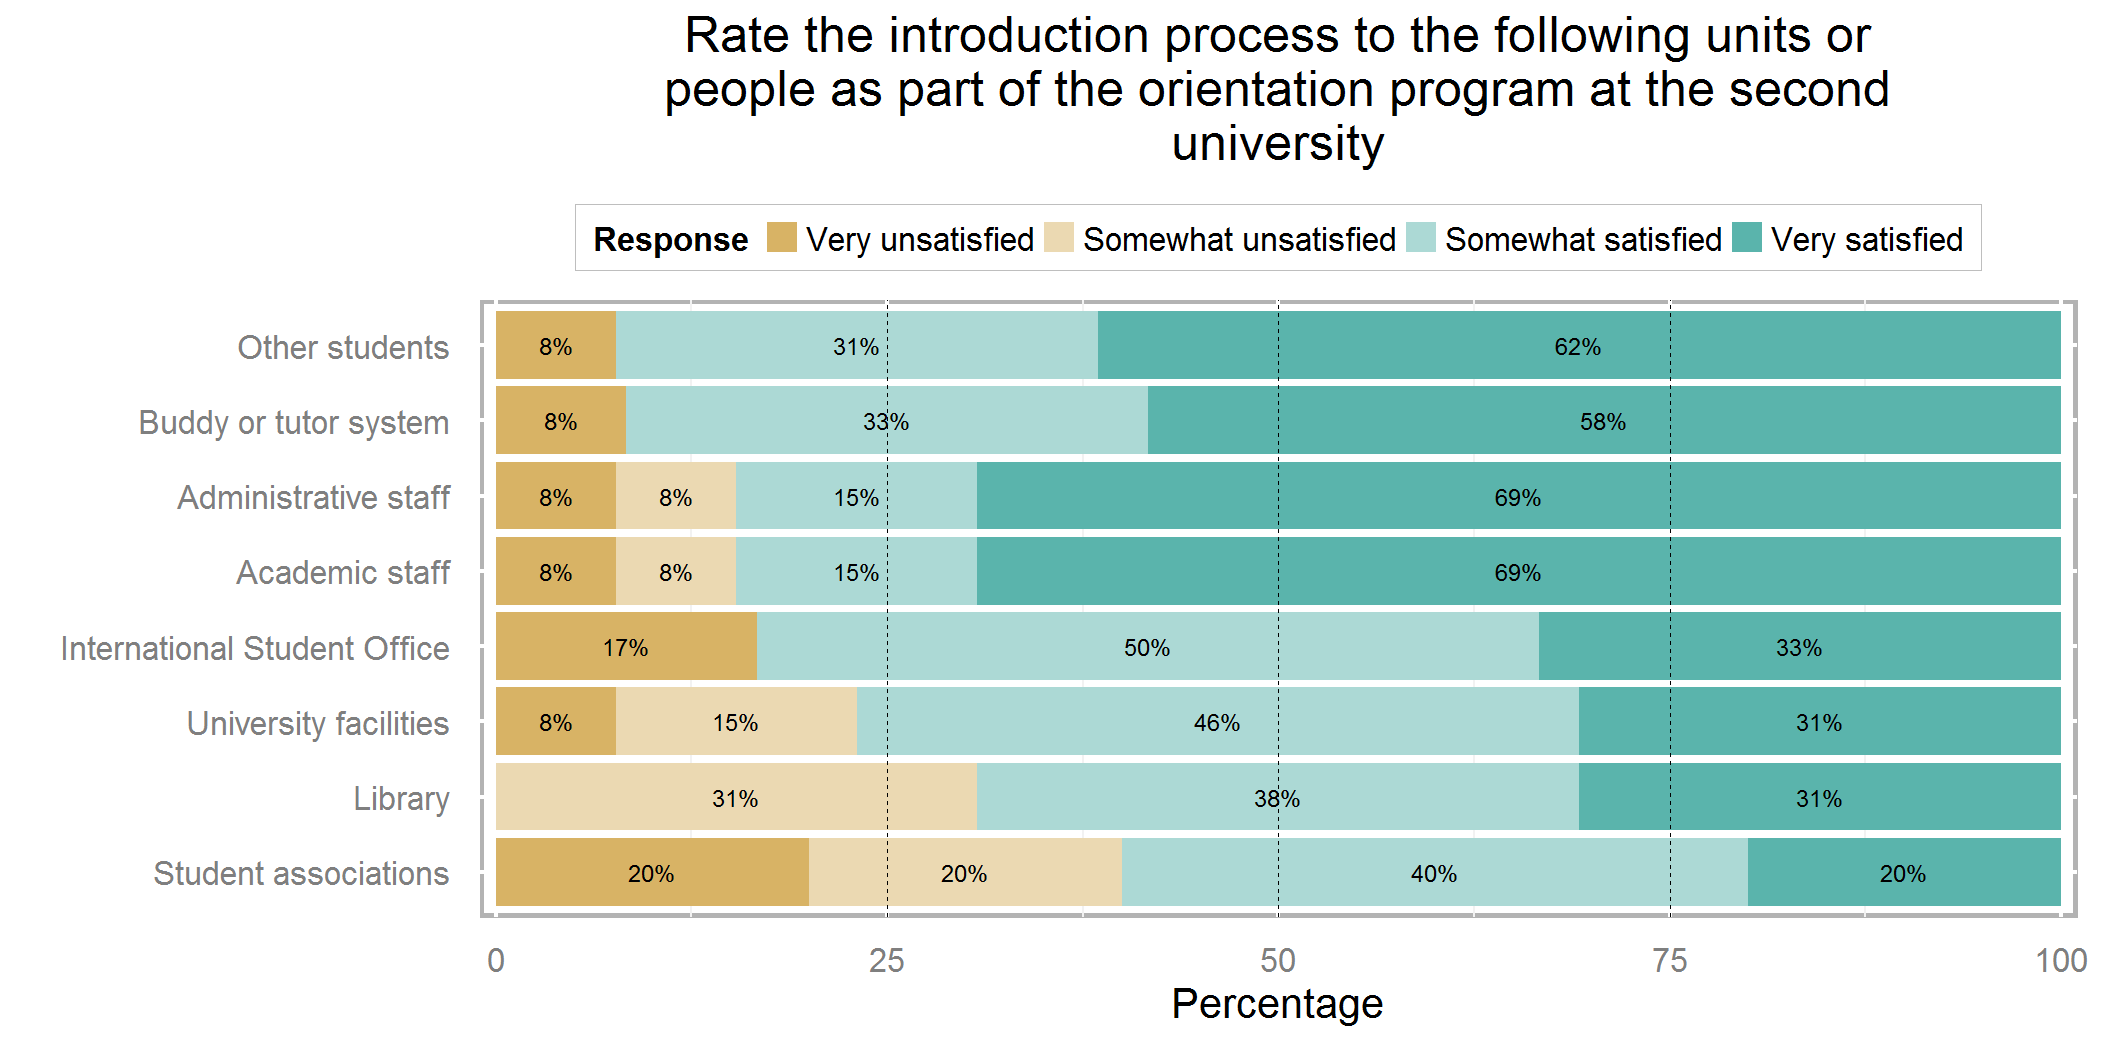 Rate the introduction process to the following units or
people as part of the orientation program at the second
university
Response Very unsatisfied Somewhat unsatisfied Somewhat satisfied Very satisfied
Other students 8% 31% 62%
Buddy or tutor system 8% 33% 58%
Administrative staff 8% 8% 15% 69%
Academic staff 8% 8% 15% 69%
International Student Office 17% 50% 33%
University facilities 8% 15% 46% 31%
Library 31% 38% 31%
Student associations 20% 20% 40% 20%
0 25 50 75 100
Percentage